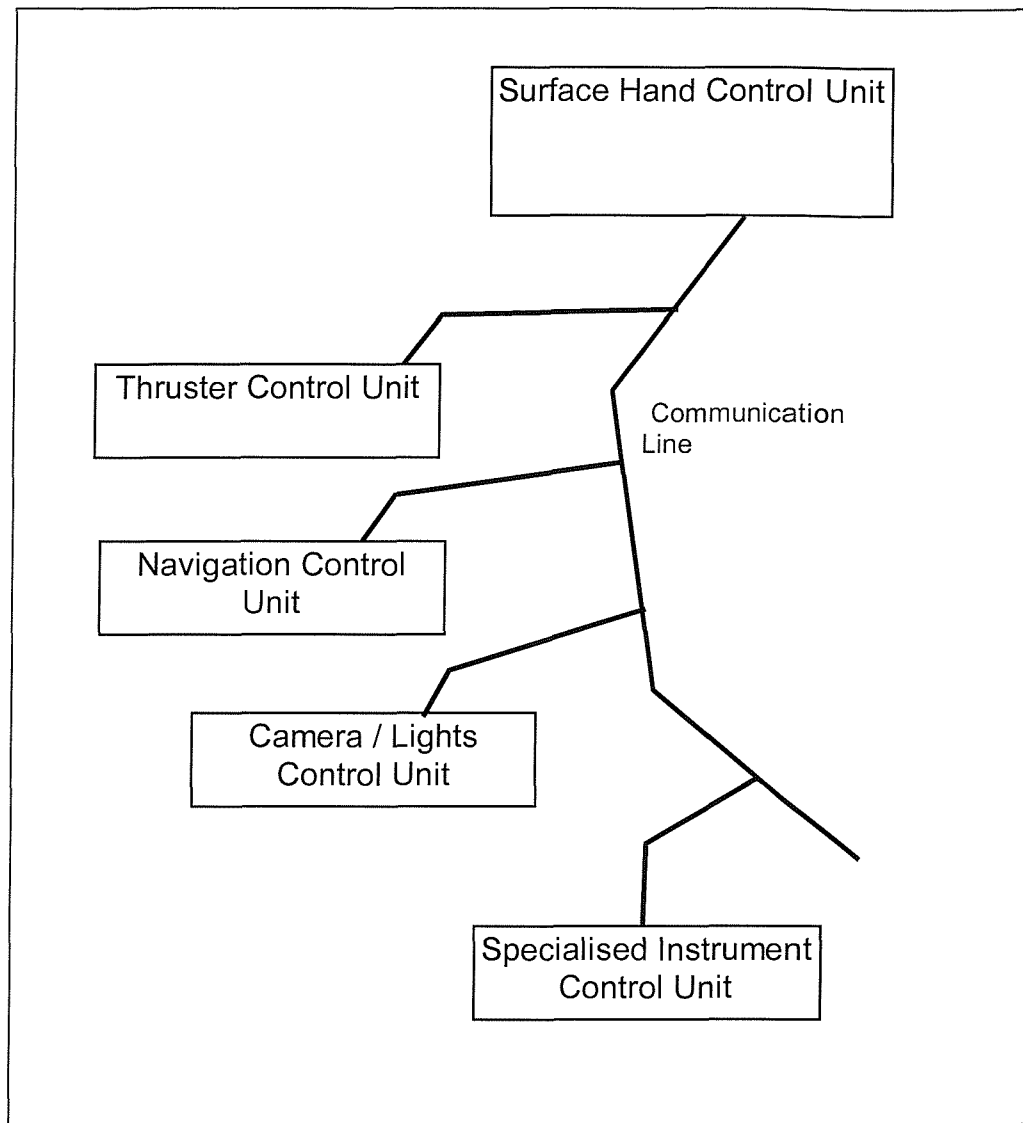 Surface Hand Control Unit
Thruster Control Unit
Communication
Line
Navigation Control
Unit
Camera / Lights
Control Unit
Specialised Instrument
Control Unit